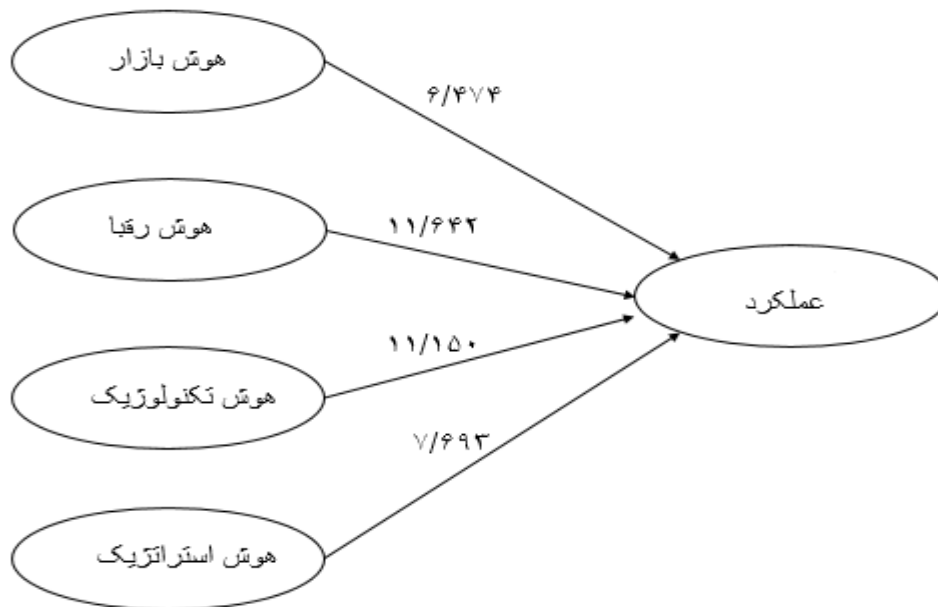 هوش بازار
۶/۴۷۴
هوش رقبا
۱۱/۶۴۲
عملکرد
هوش تکنولوژیک
۱۱/۱۵۰
۷/۶۹۳
هوش استراتژیک